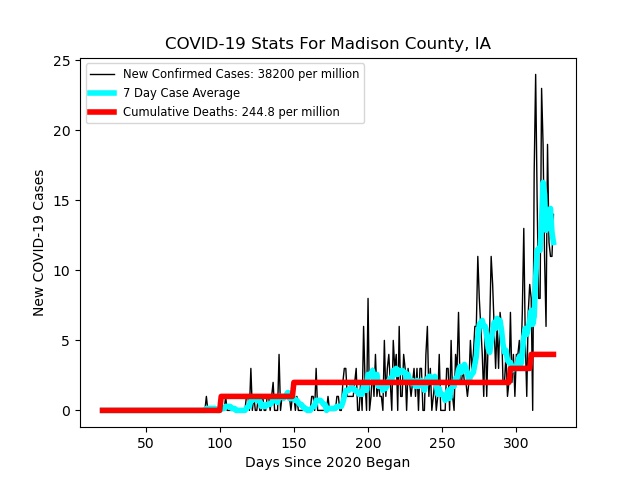 COVID-19 Stats For Madison County, IA
New Confirmed Cases: 38200 per million
7 Day Case Average
Cumulative Deaths: 244.8 per million
New COVID-19 Cases
25
20
15
10
5
0
50
100
150
200
250
300
Days Since 2020 Began